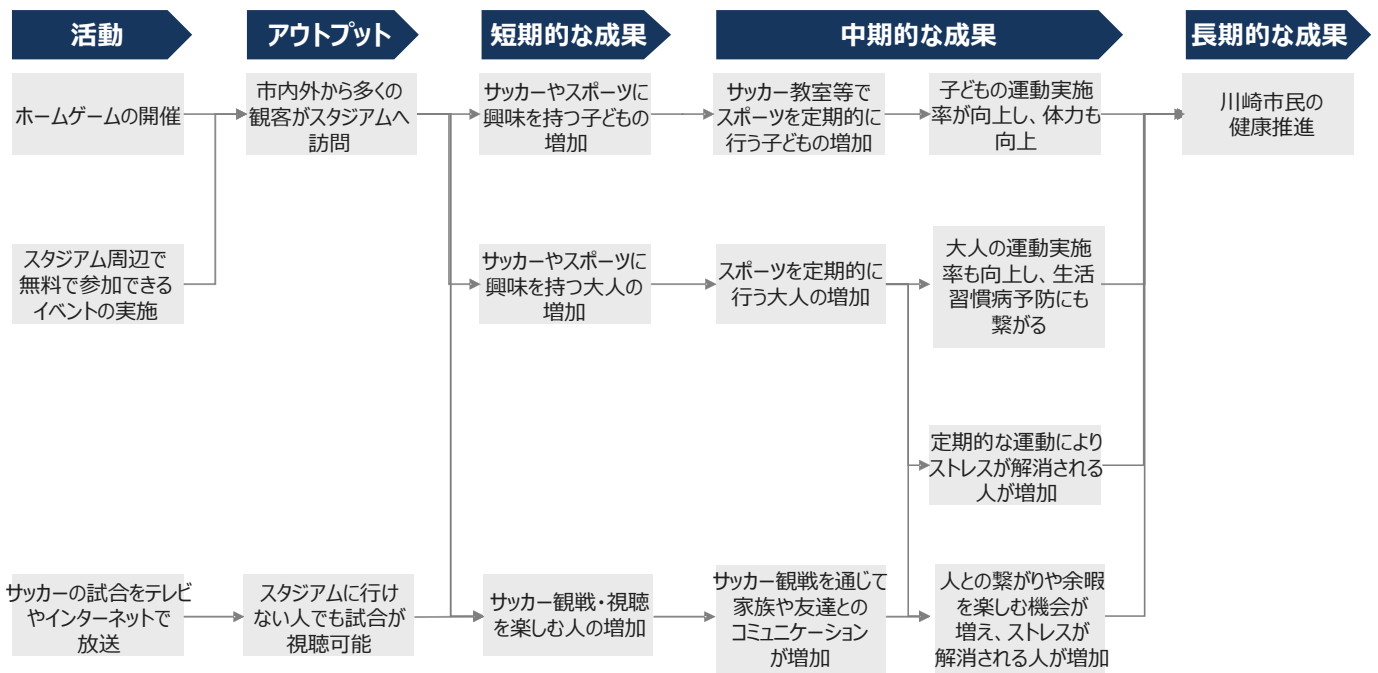 活動
アウトプット
短期的な成果
中期的な成果
長期的な成果
ホームゲームの開催
市内外から多くの
観客がスタジアムへ
訪問
サッカーやスポーツに
興味を持つ子どもの
増加
サッカー教室等で
スポーツを定期的に
行う子どもの増加
子どもの運動実施
率が向上し、体力も
向上
川崎市民の
健康推進
スタジアム周辺で
無料で参加できる
イベントの実施
サッカーやスポーツに
興味を持つ大人の
増加
スポーツを定期的に
行う大人の増加
大人の運動実施
率も向上し、生活
習慣病予防にも
繋がる
定期的な運動により
ストレスが解消される
人が増加
サッカーの試合をテレビ
やインターネットで
放送
スタジアムに行け
ない人でも試合が
視聴可能
サッカー観戦・視聴
を楽しむ人の増加
サッカー観戦を通じて
家族や友達との
コミュニケーション
が増加
人との繋がりや余暇
を楽しむ機会が
増え、ストレスが
解消される人が増加